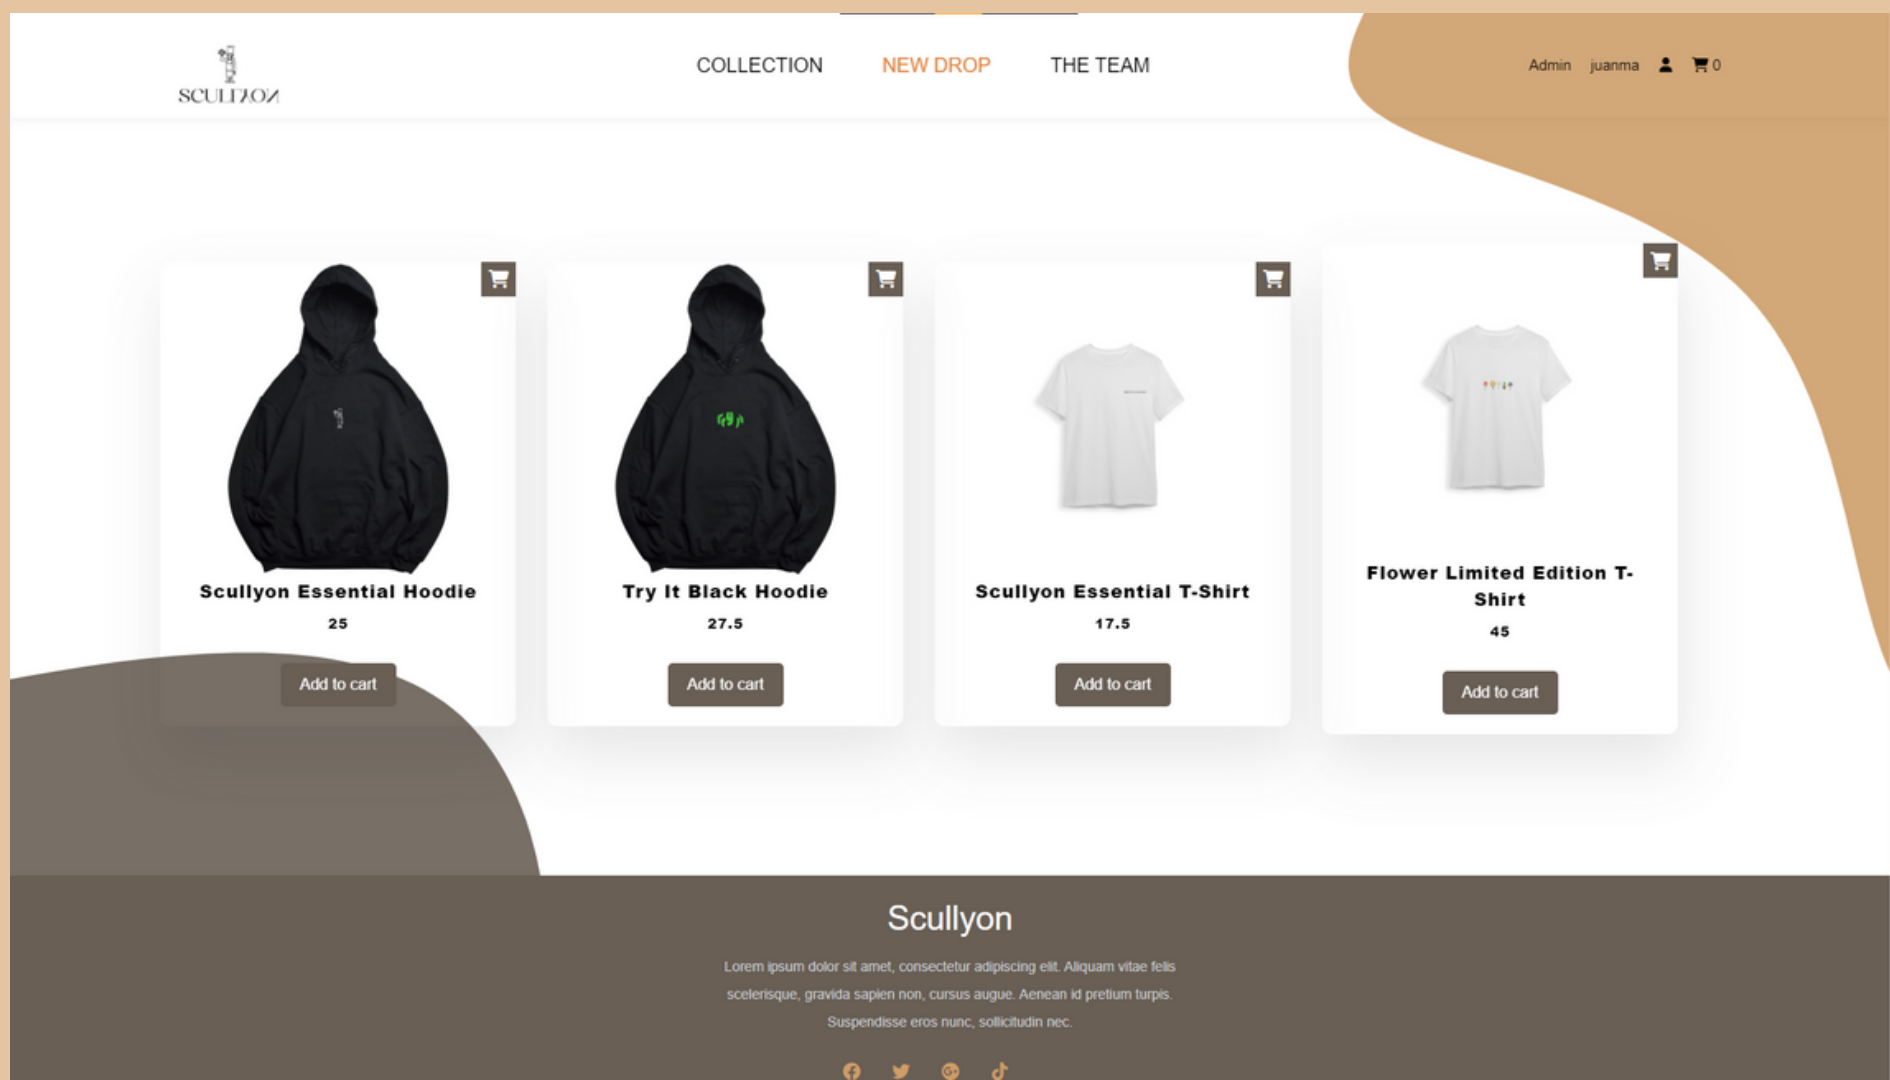 SCULLYON
COLLECTION
NEW DROP
THE TEAM
Admin
juanma
0
Scullyon Essential Hoodie
25
Add to cart
Try It Black Hoodie
27.5
Add to cart
Scullyon Essential T-Shirt
17.5
Add to cart
Flower Limited Edition T-
Shirt
45
Add to cart
Scullyon
Lorem ipsum dolor sit amet, consectetur adipiscing elit. Aliquam vitae felis
scelerisque, gravida sapien non, cursus augue. Aenean id pretium turpis.
Suspendisse eros nunc, sollicitudin nec.